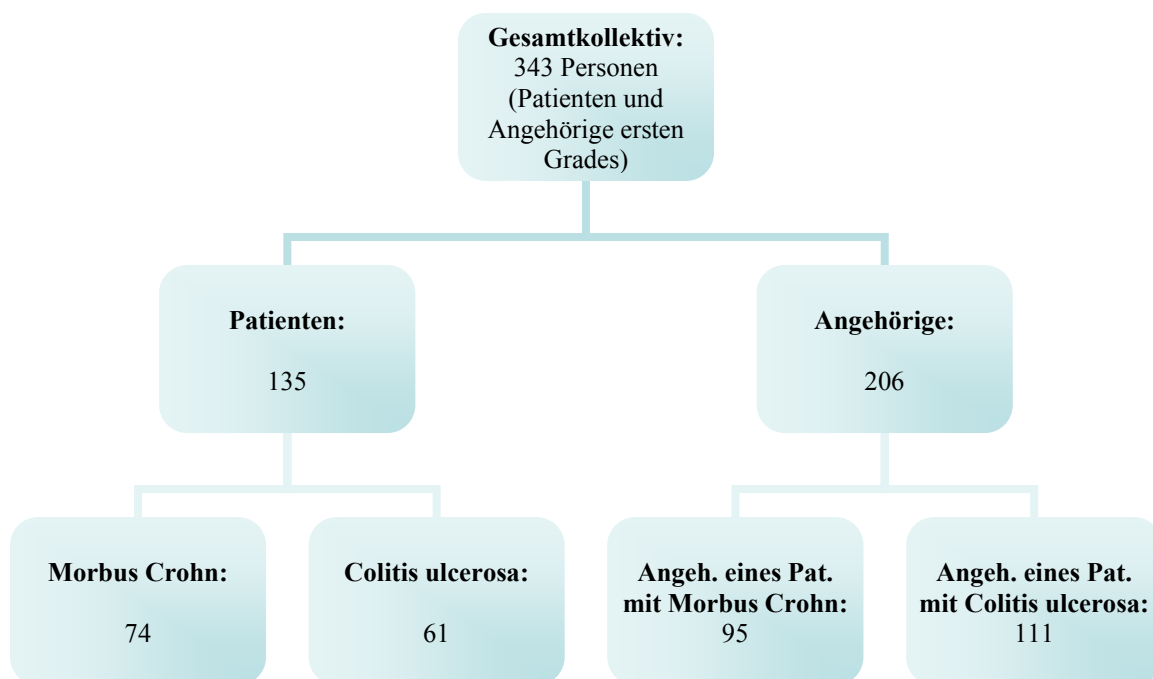 Gesamtkollektiv:
343 Personen
(Patienten und
Angehörige ersten
Grades)
Patienten:
135
Angehörige:
206
Morbus Crohn:
74
Colitis ulcerosa:
61
Angeh. eines Pat.
mit Morbus Crohn:
95
Angeh. eines Pat.
mit Colitis ulcerosa:
111